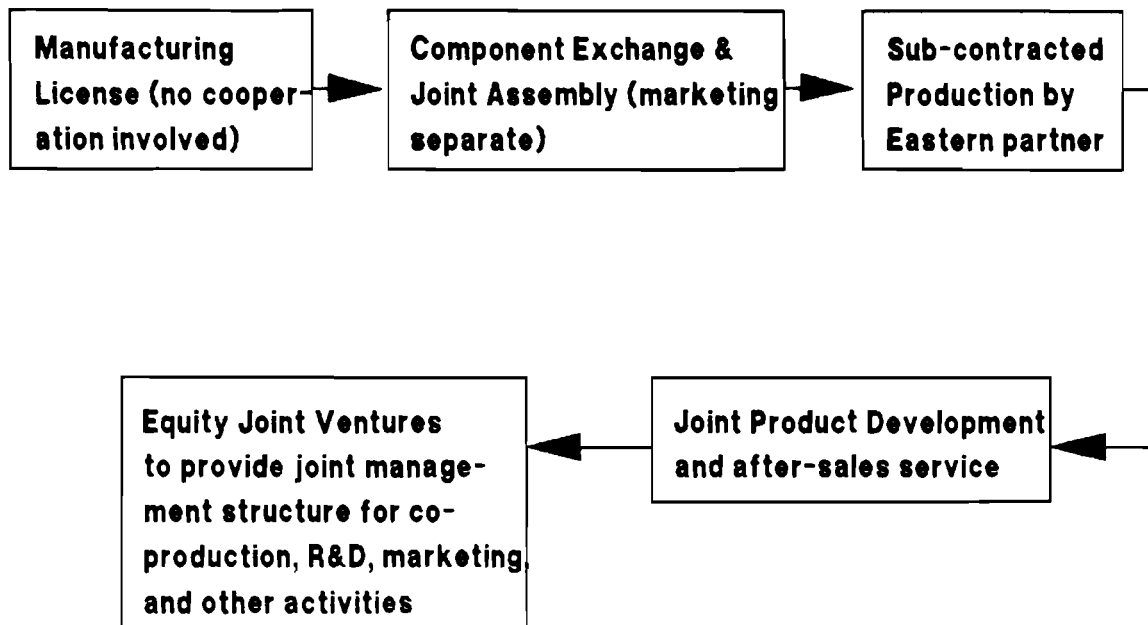 Manufacturing
License (no cooper-
ation involved)
Component Exchange &
Joint Assembly (marketing
separate)
Sub-contracted
Production by
Eastern partner
Joint Product Development
and after-sales service
Equity Joint Ventures
to provide joint manage-
ment structure for co-
production, R&D, marketing,
and other activities